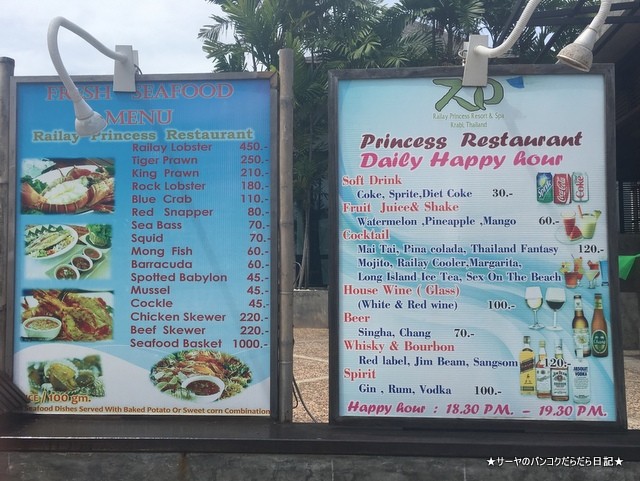 FRESH SEAFOOD
MENU
Railay Princess Restaurant
Railay Lobster 450.-
Tiger Prawn 250.-
King Prawn 210.-
Rock Lobster 180.-
Blue Crab 110.-
Red Snapper 80.-
Sea Bass 70.-
Squid 70.-
Mong Fish 60.-
Barracuda 60.-
Spotted Babylon 45.-
Mussel 45.-
Cockle 45.-
Chicken Skewer 220.-
Beef Skewer 220.-
Seafood Basket 1000.-
/ 100 gm.
Seafood Dishes Served With Baked Potato Or Sweet corn Combination
Railay Princess Resort & Spa
Krabi, Thailand
Princess Restaurant
Daily Happy hour
Soft Drink
Coke, Sprite,Diet Coke 30.-
Fruit Juice& Shake
Watermelon ,Pineapple ,Mango 60.-
Cocktail
Mai Tai, Pina colada, Thailand Fantasy 120.-
Mojito, Railay Cooler,Margarita,
Long Island Ice Tea, Sex On The Beach
House Wine ( Glass)
(White & Red wine) 100.-
Beer
Singha, Chang 70.-
Whisky & Bourbon
Red label, Jim Beam, Sangsom 120.-
Spirit
Gin , Rum, Vodka 100.-
Happy hour : 18.30 P.M. - 19.30 P.M.
★サーヤのバンコクだらだら日記★